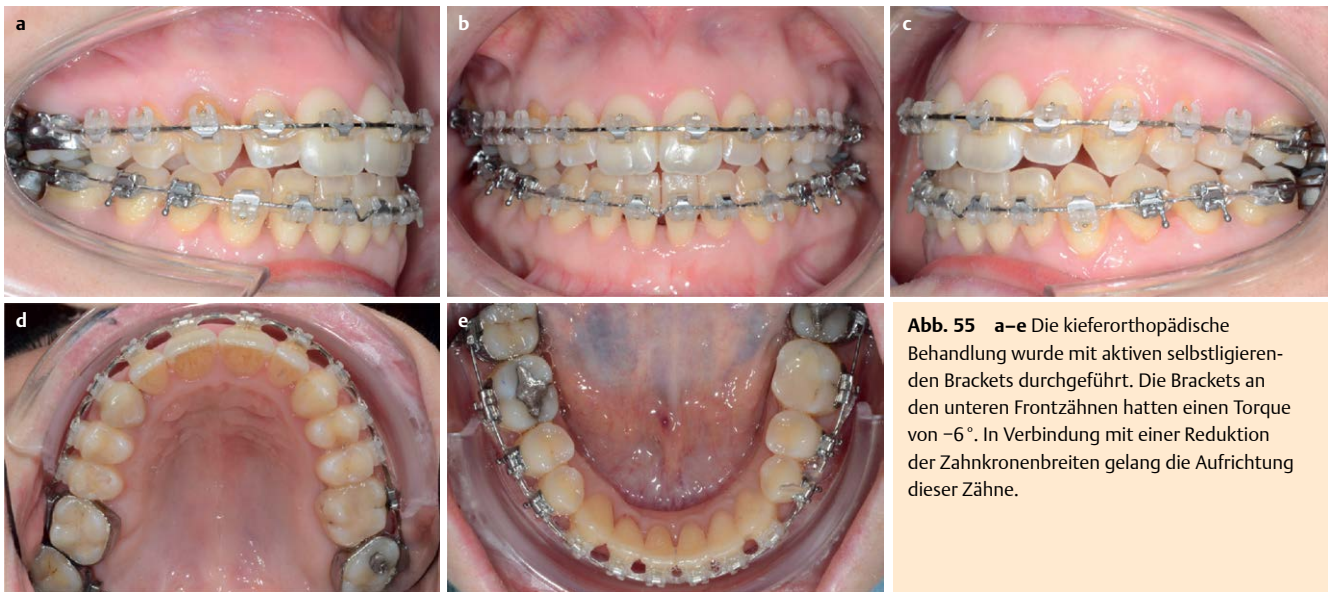 a
b
c
d
e
Abb. 55 a–e Die kieferorthopädische
Behandlung wurde mit aktiven selbstligieren-
den Brackets durchgeführt. Die Brackets an
den unteren Frontzähnen hatten einen Torque
von −6°. In Verbindung mit einer Reduktion
der Zahnkronenbreiten gelang die Aufrichtung
dieser Zähne.